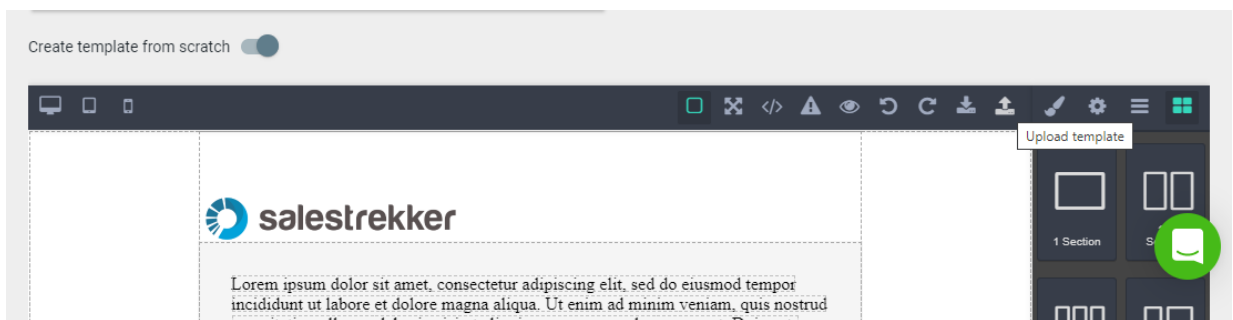 Create template from scratch
</>
Upload template
salestrekker
1 Section
Lorem ipsum dolor sit amet, consectetur adipiscing elit, sed do eiusmod tempor
incididunt ut labore et dolore magna aliqua. Ut enim ad minim veniam, quis nostrud